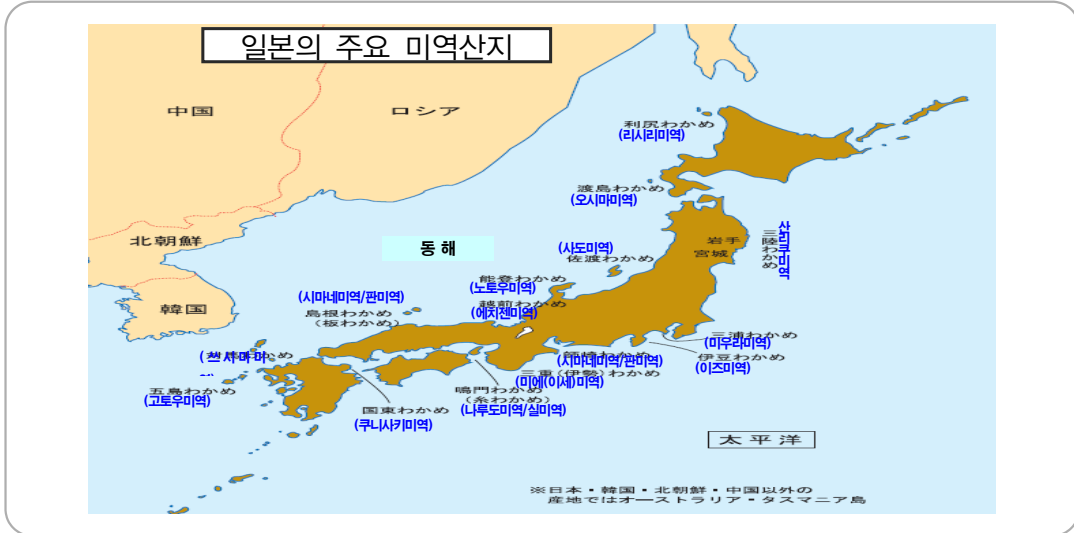 일본의 주요 미역산지
中国
ロシア
利尻わかめ
(리시리미역)
渡島わかめ
(오시마미역)
北朝鮮
동해
(사도미역)
佐渡わかめ
岩手
宮城
三陸わかめ
사리쿠미역
能登わかめ
(노토우미역)
越前わかめ
(에치젠미역)
(시마네미역/판미역)
島根わかめ
(板わかめ)
韓国
三浦わかめ
(미우라미역)
伊豆わかめ
(이즈미역)
師崎わかめ
(시마네미역/판미역)
三重(伊勢)わかめ
(미에(이세)미역)
五島わかめ
(고토우미역)
鳴門わかめ
(糸わかめ)
(나루도미역/실미역)
国東わかめ
(쿠니사키미역)
太平洋
※日本・韓国・北朝鮮・中国以外の
産地ではオーストラリア・タスマニア島